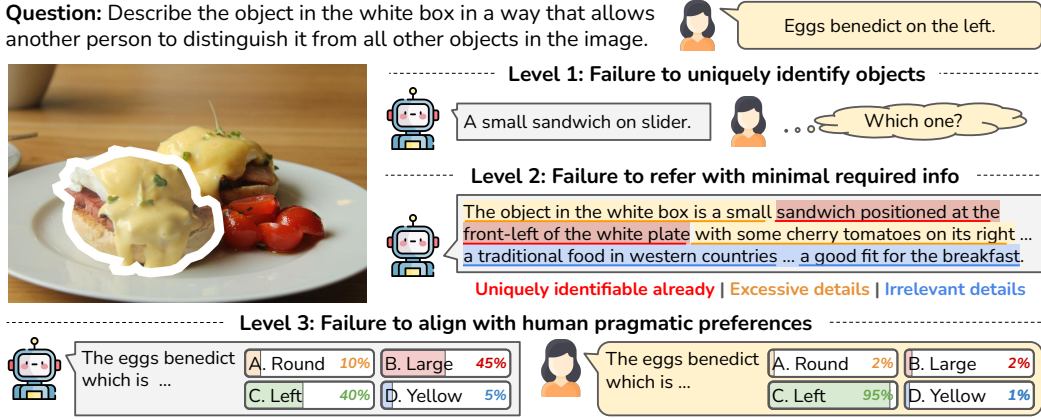 Question: Describe the object in the white box in a way that allows
another person to distinguish it from all other objects in the image.
Eggs benedict on the left.
Level 1: Failure to uniquely identify objects
A small sandwich on slider.
Which one?
Level 2: Failure to refer with minimal required info
The object in the white box is a small sandwich positioned at the
front-left of the white plate with some cherry tomatoes on its right ...
a traditional food in western countries ... a good fit for the breakfast.
Uniquely identifiable already | Excessive details | Irrelevant details
Level 3: Failure to align with human pragmatic preferences
The eggs benedict
which is ...
A. Round 10% B. Large 45%
C. Left 40% D. Yellow 5%
The eggs benedict
which is ...
A. Round 2% B. Large 2%
C. Left 95% D. Yellow 1%